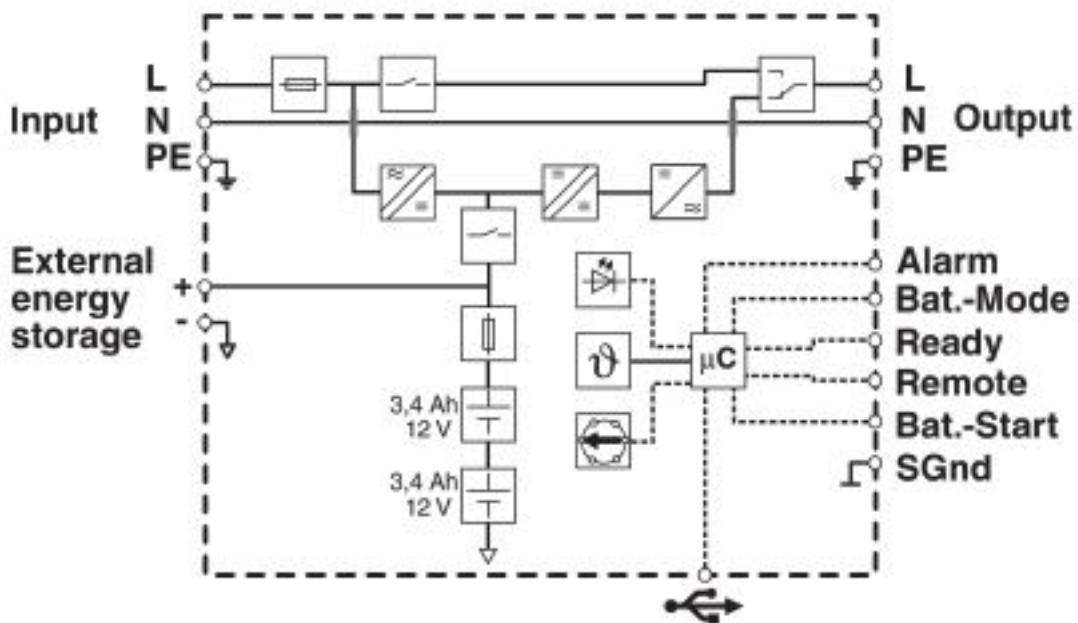 L
Input N
PE
L
N Output
PE
External
energy
storage
+
-
3,4 Ah
12 V
3,4 Ah
12 V
ϑ
μC
Alarm
Bat.-Mode
Ready
Remote
Bat.-Start
SGnd